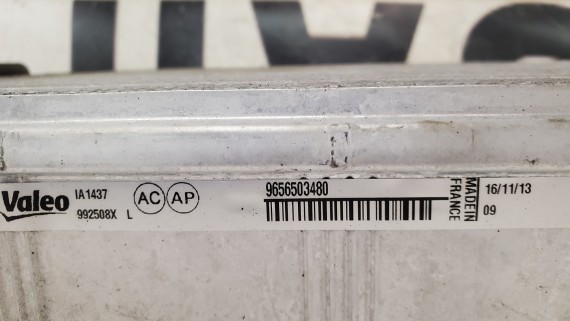 Valeo
IA1437
992508X L
AC AP
9656503480
MADE IN
FRANCE
16/11/13
09